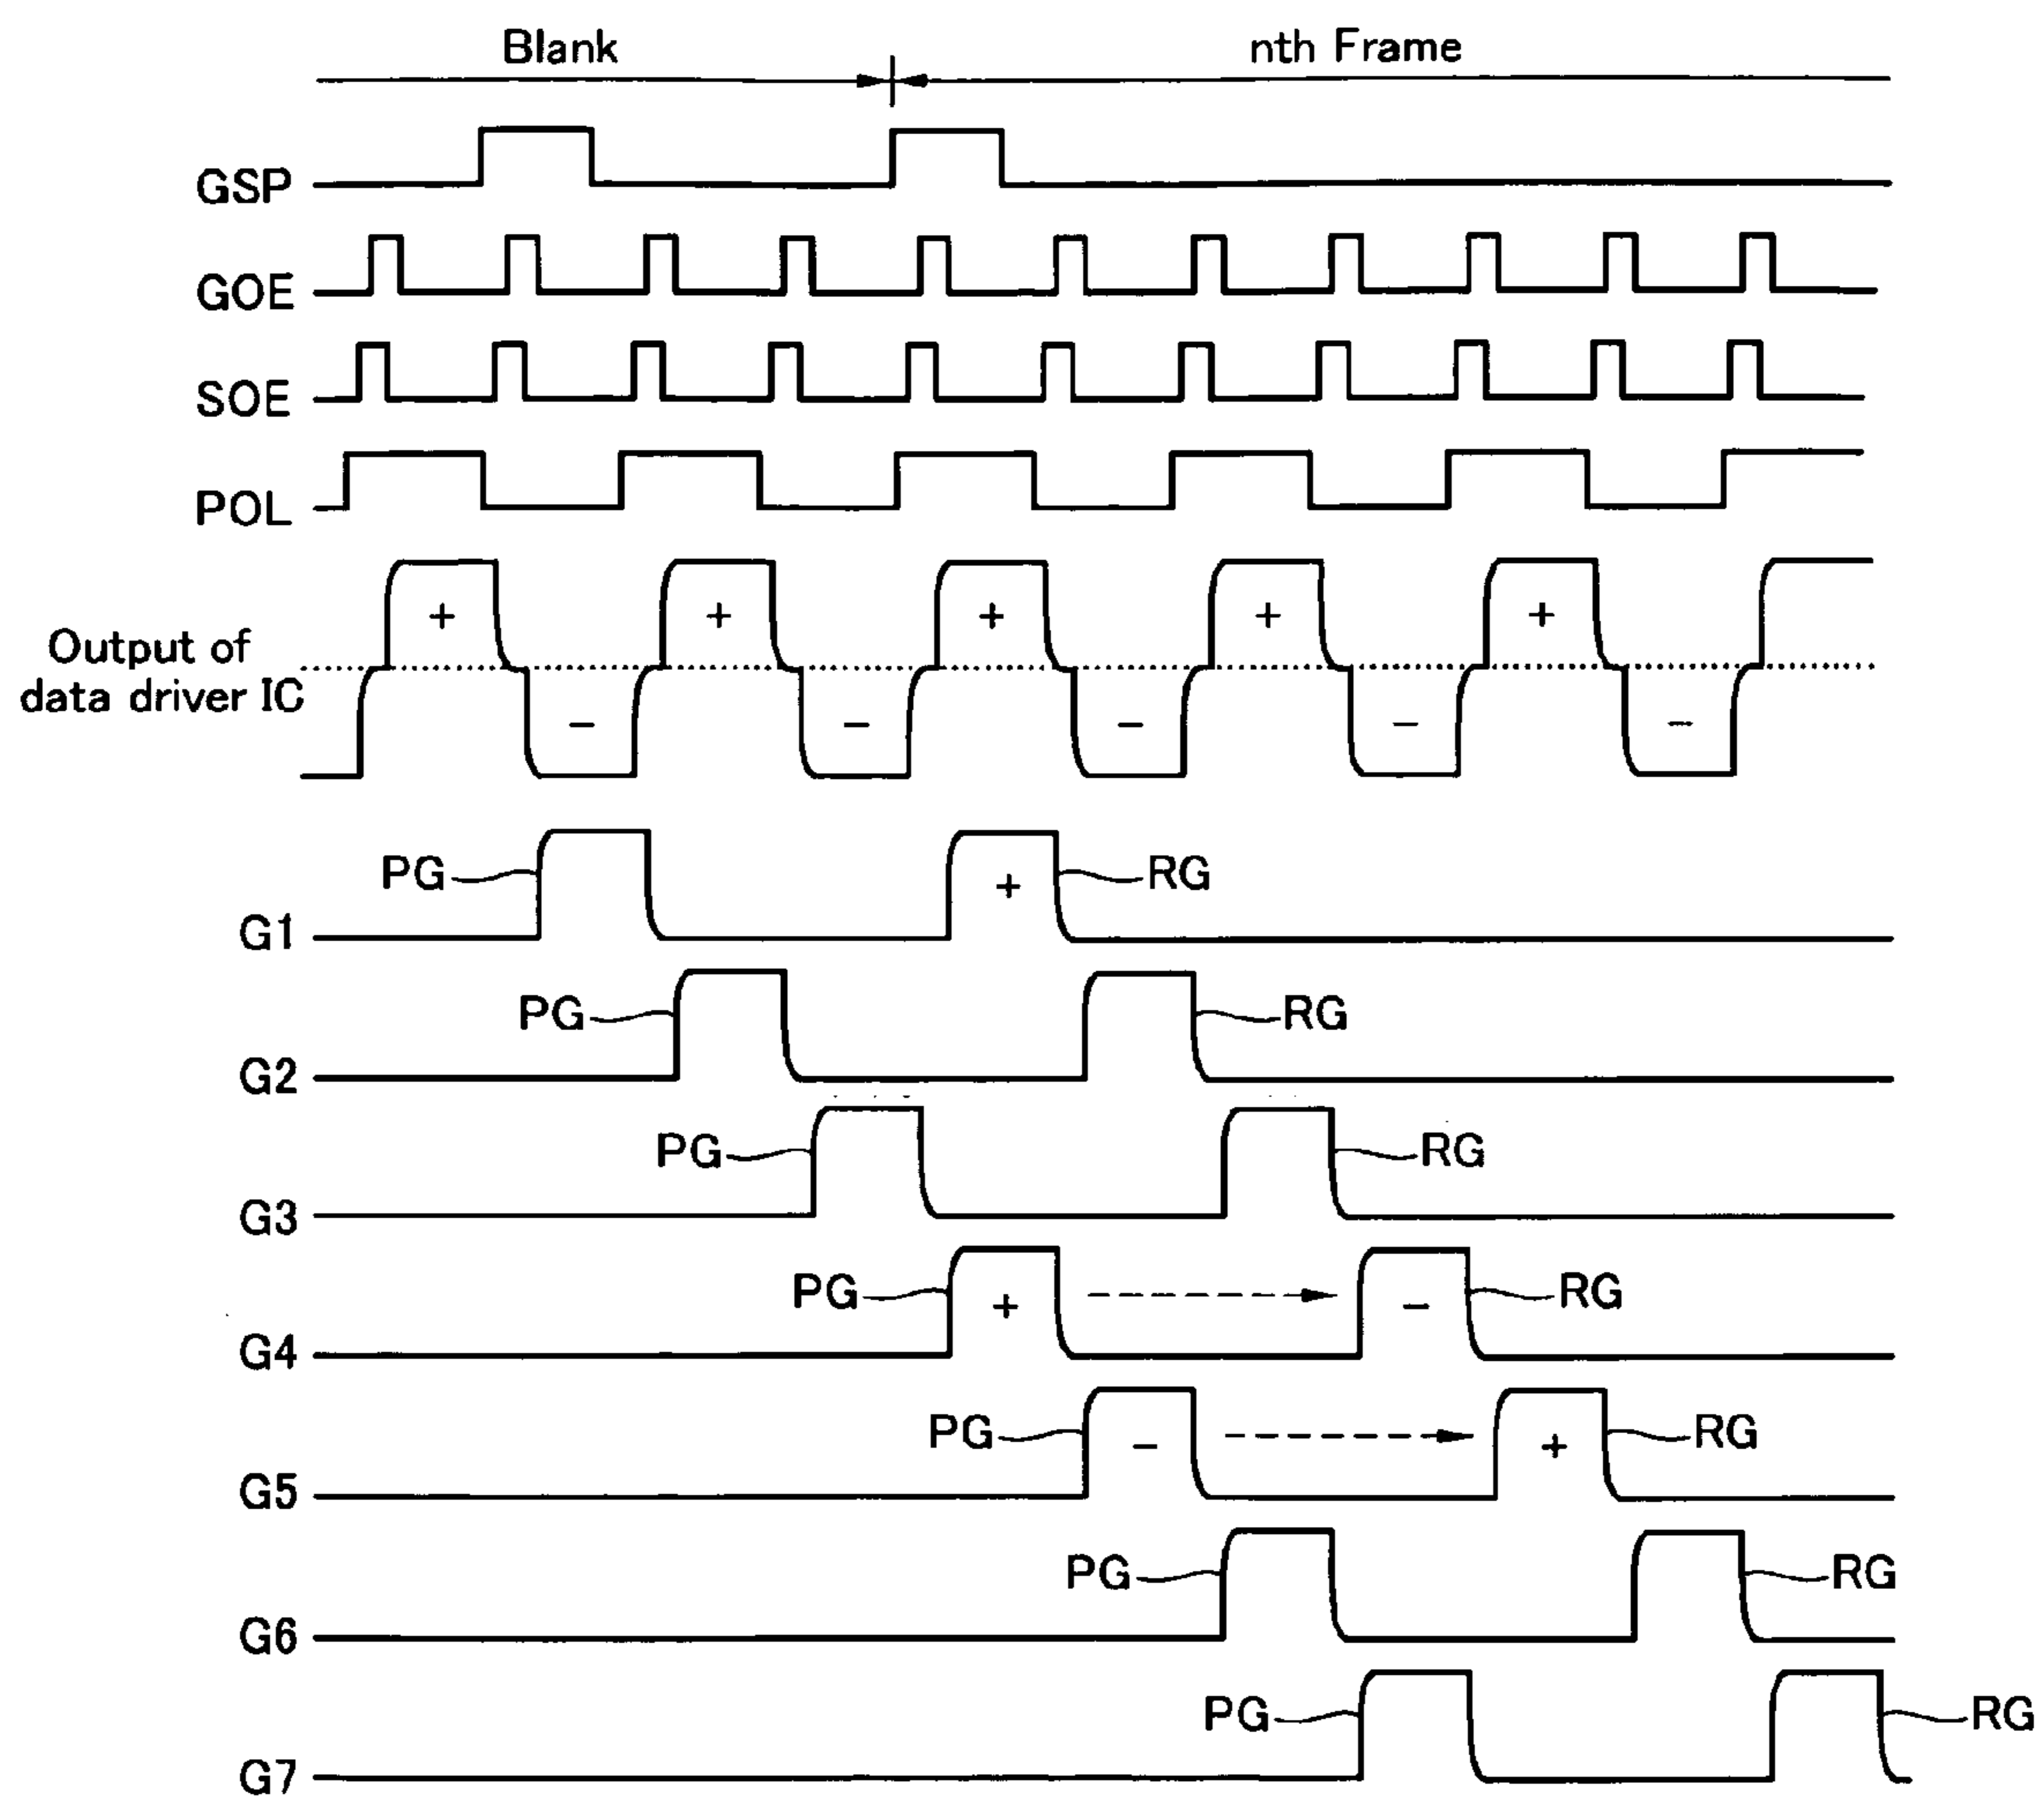 Blank nth Frame
GSP
GOE
SOE
POL
+ + + + +
Output of
data driver IC
− − − − −
PG + RG
G1
PG RG
G2
PG RG
G3
PG + − RG
G4
PG − + RG
G5
PG RG
G6
PG RG
G7